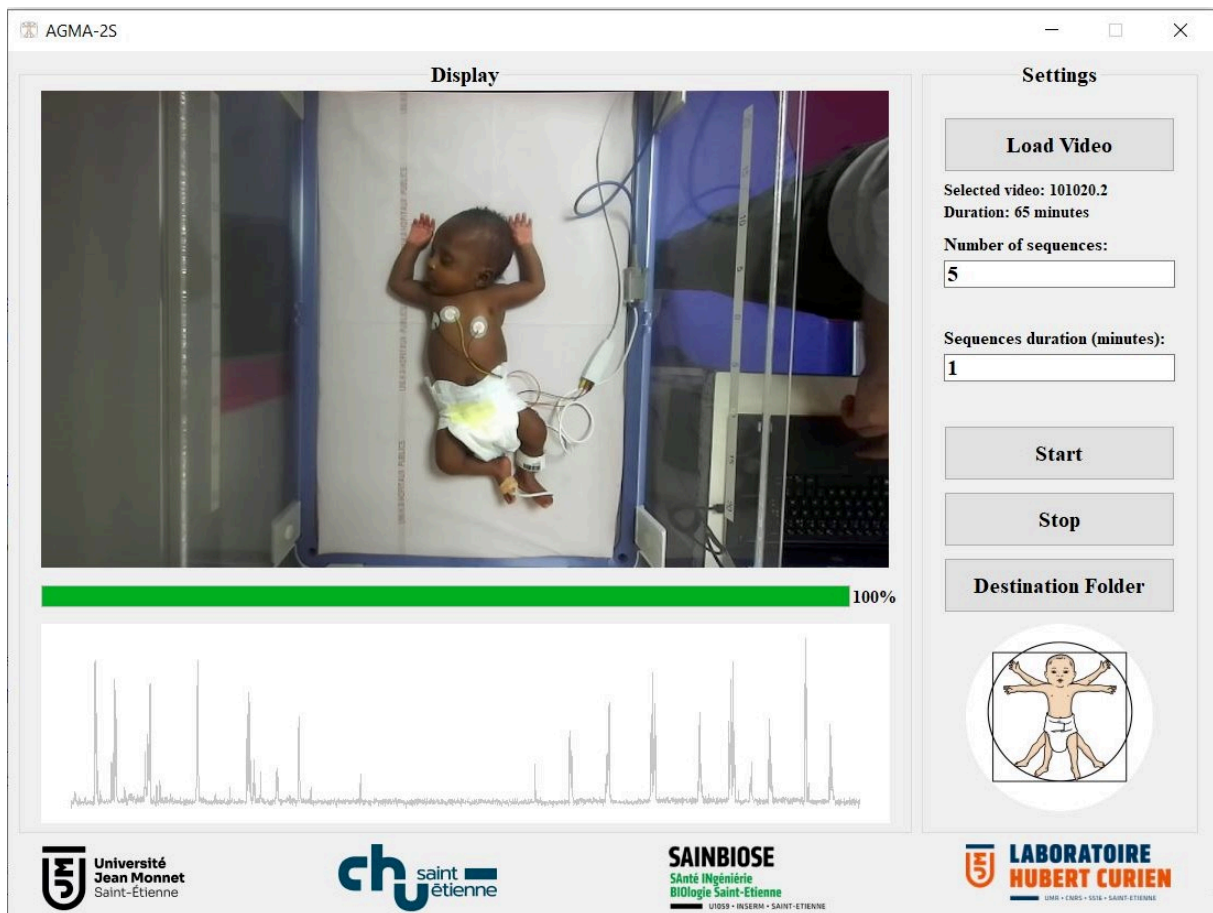 AGMA-2S
Display
Settings
Load Video
Selected video: 101020.2
Duration: 65 minutes
Number of sequences:
5
Sequences duration (minutes):
1
Start
Stop
Destination Folder
100%
Université
Jean Monnet
Saint-Étienne
chu saint
étienne
SAINBIOSE
SAnté INgéniérie
BIOlogie Saint-Etienne
U1059 • INSERM • SAINT-ETIENNE
LABORATOIRE
HUBERT CURIEN
UMR • CNRS • 5516 • SAINT-ETIENNE